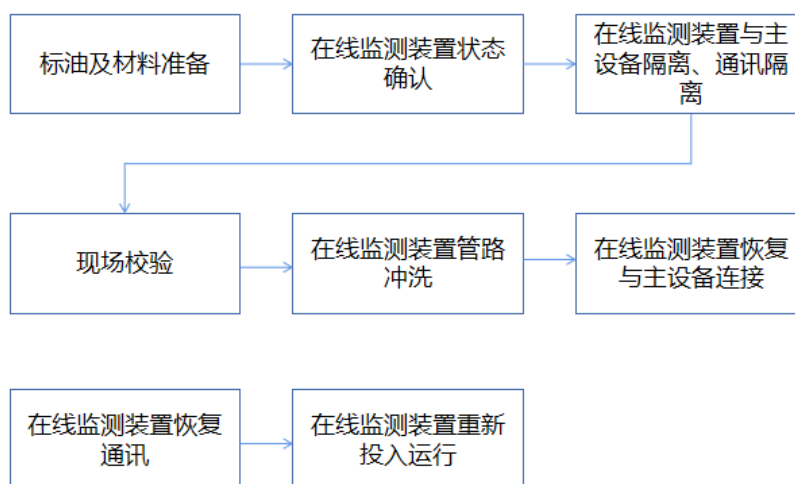 标油及材料准备
在线监测装置状态
确认
在线监测装置与主
设备隔离、通讯隔
离
现场校验
在线监测装置管路
冲洗
在线监测装置恢复
与主设备连接
在线监测装置恢复
通讯
在线监测装置重新
投入运行